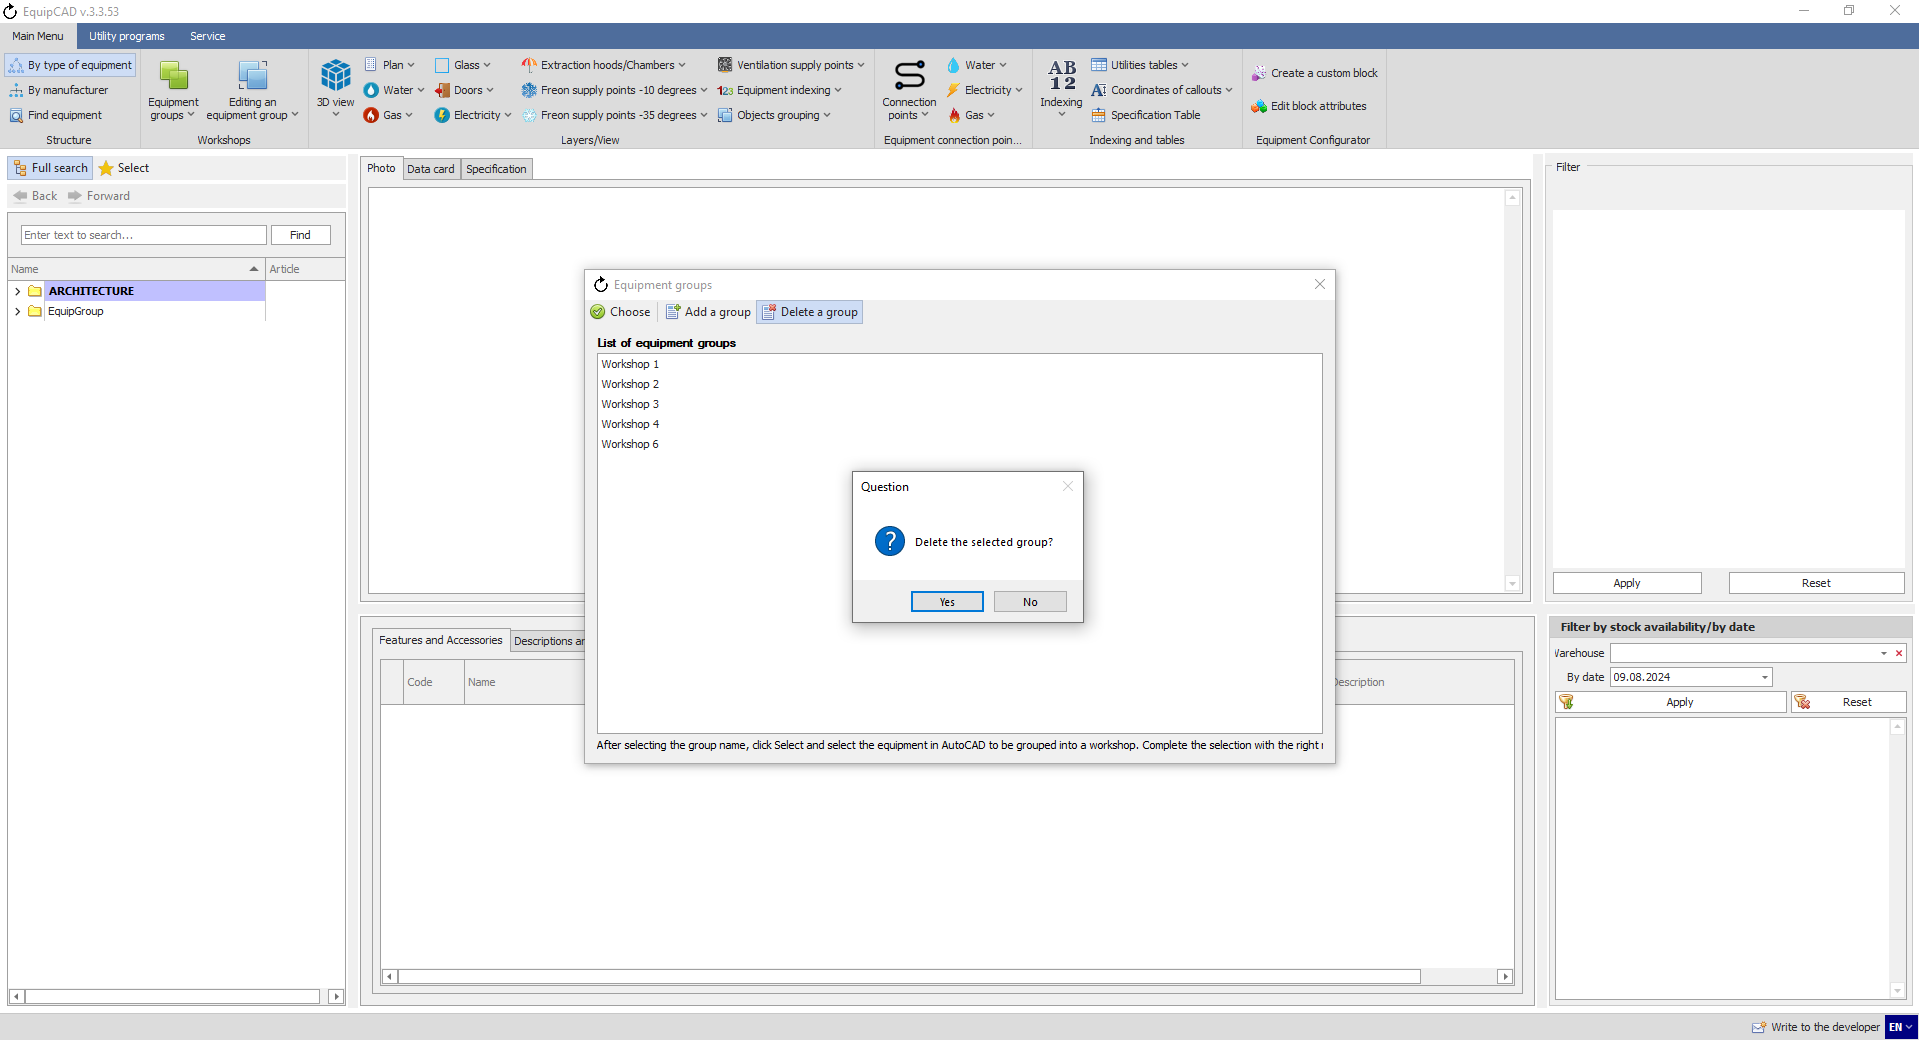 EquipCAD v.3.3.53
Main Menu Utility programs Service
By type of equipment
By manufacturer
Find equipment
Structure
Equipment groups
Editing an equipment group
Workshops
3D view
Plan Glass Extraction hoods/Chambers Ventilation supply points
Water Doors Freon supply points -10 degrees 123 Equipment indexing
Gas Electricity Freon supply points -35 degrees Objects grouping
Layers/View
Connection points
Water
Electricity
Gas
Equipment connection poin...
AB
12
Indexing
Utilities tables
Coordinates of callouts
Specification Table
Indexing and tables
Create a custom block
Edit block attributes
Equipment Configurator
Full search Select
Back Forward
Enter text to search... Find
Name Article
ARCHITECTURE
EquipGroup
Photo Data card Specification
Equipment groups
Choose Add a group Delete a group
List of equipment groups
Workshop 1
Workshop 2
Workshop 3
Workshop 4
Workshop 6
Question
? Delete the selected group?
Yes No
After selecting the group name, click Select and select the equipment in AutoCAD to be grouped into a workshop. Complete the selection with the right
Features and Accessories Descriptions
Code Name Description
Filter
Apply Reset
Filter by stock availability/by date
Warehouse
By date 09.08.2024
Apply Reset
Write to the developer EN